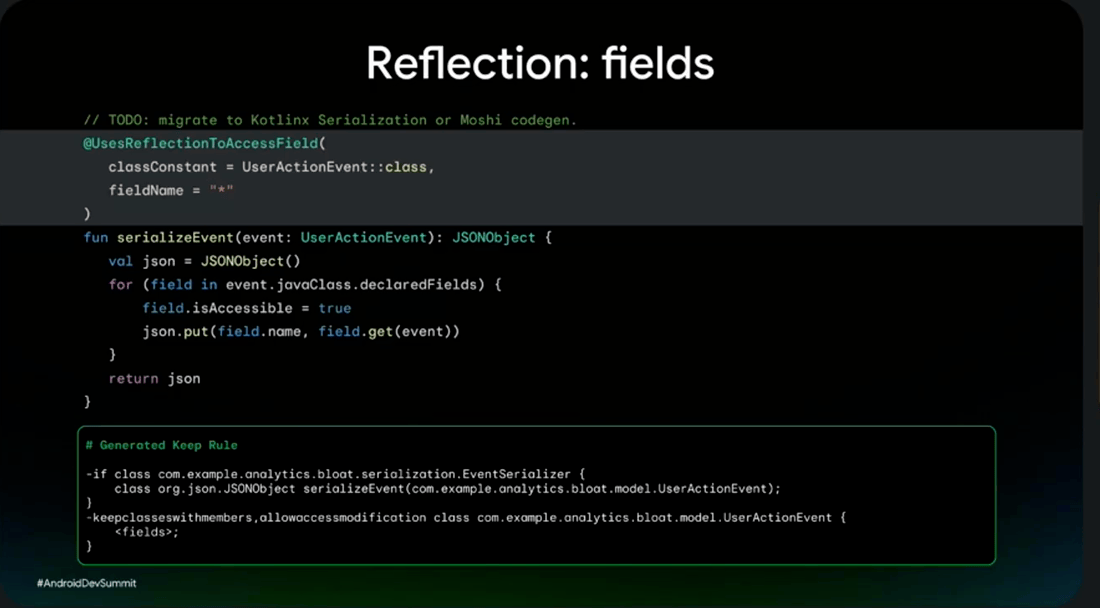 Reflection: fields
// TODO: migrate to Kotlinx Serialization or Moshi codegen.
@UsesReflectionToAccessField(
    classConstant = UserActionEvent::class,
    fieldName = "*"
)
fun serializeEvent(event: UserActionEvent): JSONObject {
    val json = JSONObject()
    for (field in event.javaClass.declaredFields) {
        field.isAccessible = true
        json.put(field.name, field.get(event))
    }
    return json
}
# Generated Keep Rule
-if class com.example.analytics.bloat.serialization.EventSerializer {
    class org.json.JSONObject serializeEvent(com.example.analytics.bloat.model.UserActionEvent);
}
-keepclasseswithmembers,allowaccessmodification class com.example.analytics.bloat.model.UserActionEvent {
    <fields>;
}
#AndroidDevSummit